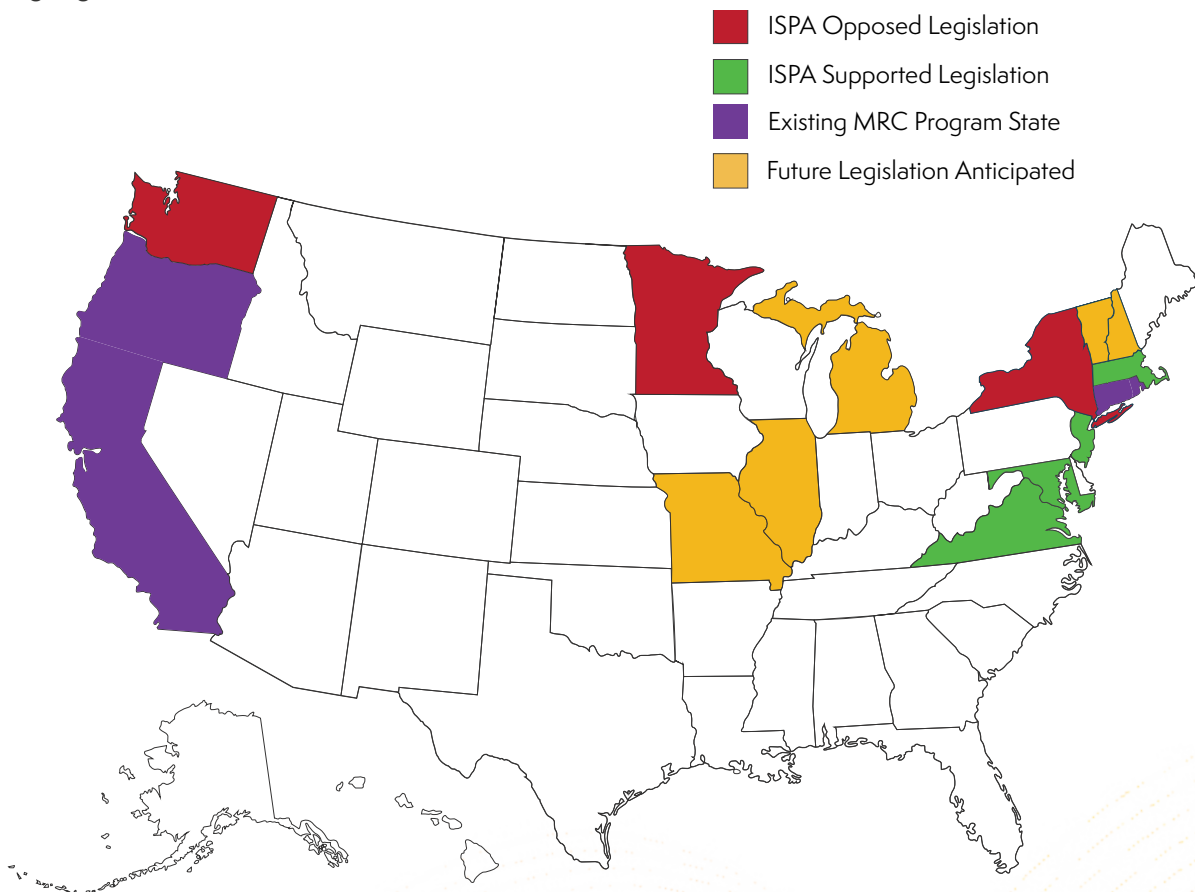 ISPA Opposed Legislation
ISPA Supported Legislation
Existing MRC Program State
Future Legislation Anticipated